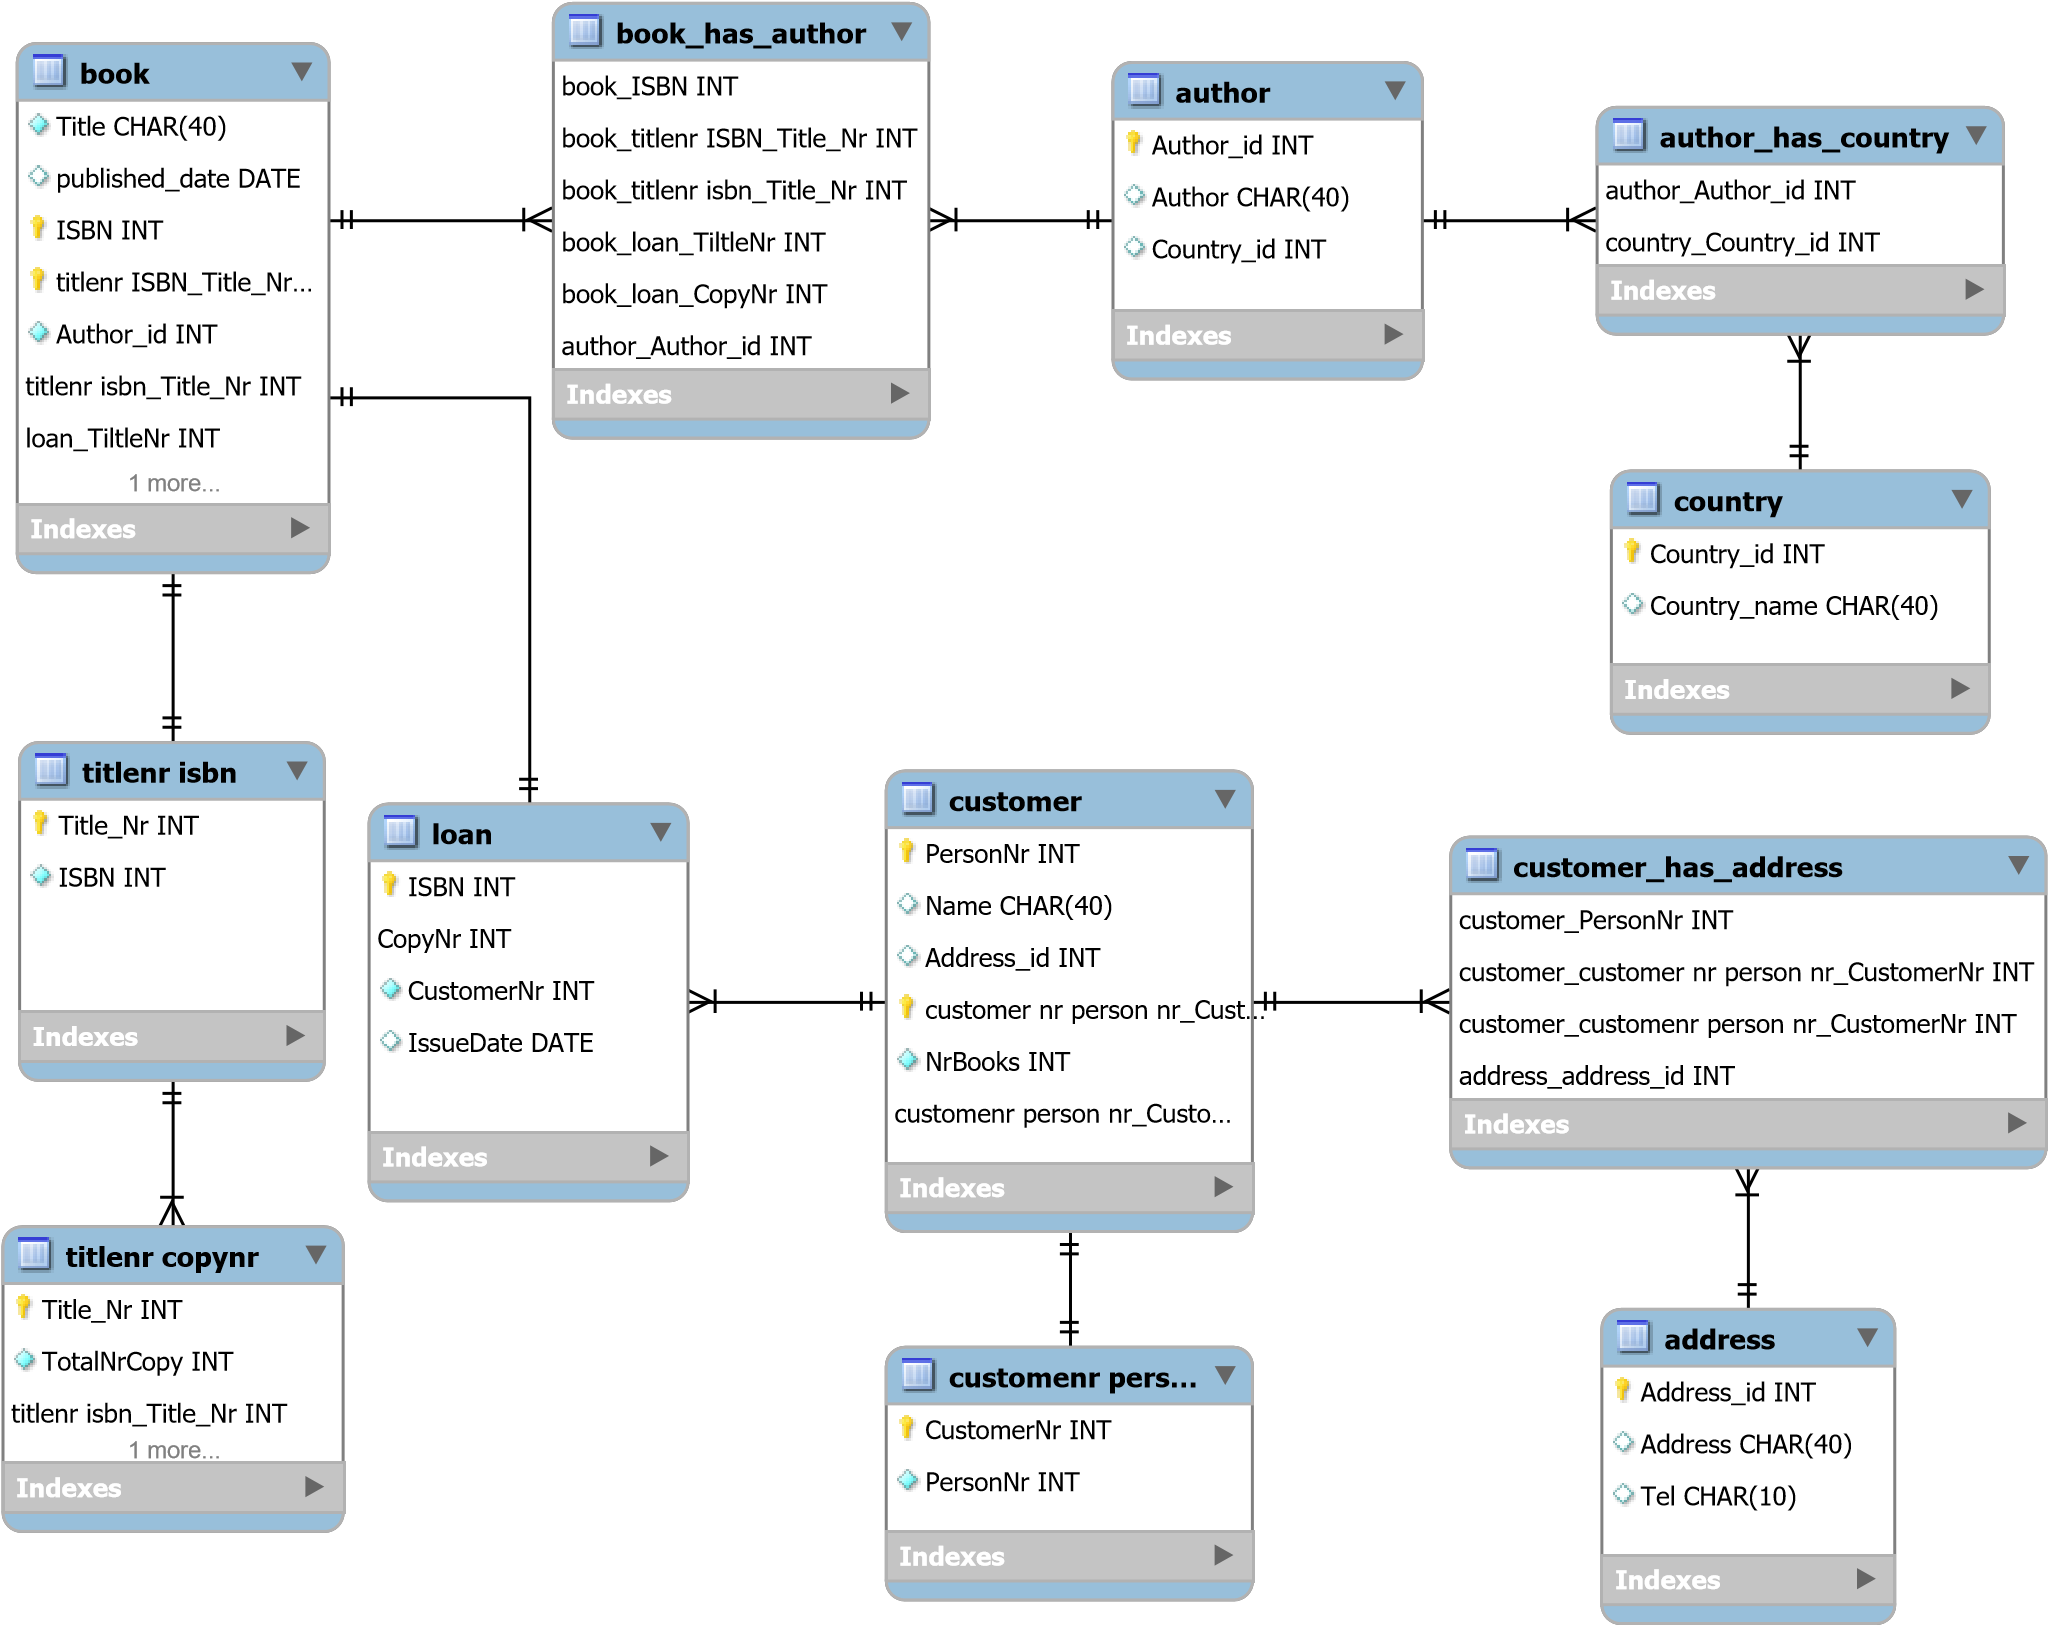 book
Title CHAR(40)
published_date DATE
ISBN INT
titlenr ISBN_Title_Nr...
Author_id INT
titlenr isbn_Title_Nr INT
loan_TiltleNr INT
1 more...
Indexes
book_has_author
book_ISBN INT
book_titlenr ISBN_Title_Nr INT
book_titlenr isbn_Title_Nr INT
book_loan_TiltleNr INT
book_loan_CopyNr INT
author_Author_id INT
Indexes
author
Author_id INT
Author CHAR(40)
Country_id INT
Indexes
author_has_country
author_Author_id INT
country_Country_id INT
Indexes
country
Country_id INT
Country_name CHAR(40)
Indexes
titlenr isbn
Title_Nr INT
ISBN INT
Indexes
loan
ISBN INT
CopyNr INT
CustomerNr INT
IssueDate DATE
Indexes
customer
PersonNr INT
Name CHAR(40)
Address_id INT
customer nr person nr_Cust...
NrBooks INT
customenr person nr_Custo...
Indexes
customer_has_address
customer_PersonNr INT
customer_customer nr person nr_CustomerNr INT
customer_customenr person nr_CustomerNr INT
address_address_id INT
Indexes
titlenr copynr
Title_Nr INT
TotalNrCopy INT
titlenr isbn_Title_Nr INT
1 more...
Indexes
customenr pers...
CustomerNr INT
PersonNr INT
Indexes
address
Address_id INT
Address CHAR(40)
Tel CHAR(10)
Indexes